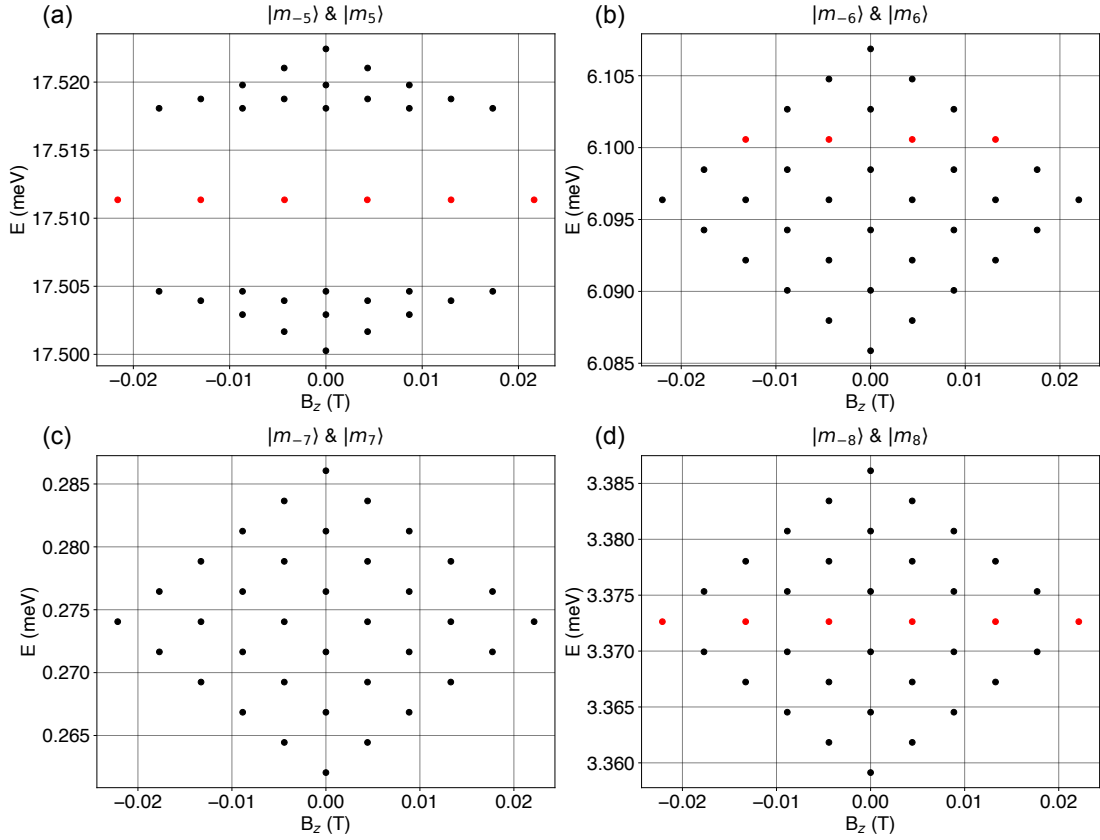 (a) |m₋₅⟩ & |m₅⟩
17.520
17.515
17.510
17.505
17.500
E (meV)
−0.02 −0.01 0.00 0.01 0.02
B_z (T)
(b) |m₋₆⟩ & |m₆⟩
6.105
6.100
6.095
6.090
6.085
E (meV)
−0.02 −0.01 0.00 0.01 0.02
B_z (T)
(c) |m₋₇⟩ & |m₇⟩
0.285
0.280
0.275
0.270
0.265
E (meV)
−0.02 −0.01 0.00 0.01 0.02
B_z (T)
(d) |m₋₈⟩ & |m₈⟩
3.385
3.380
3.375
3.370
3.365
3.360
E (meV)
−0.02 −0.01 0.00 0.01 0.02
B_z (T)